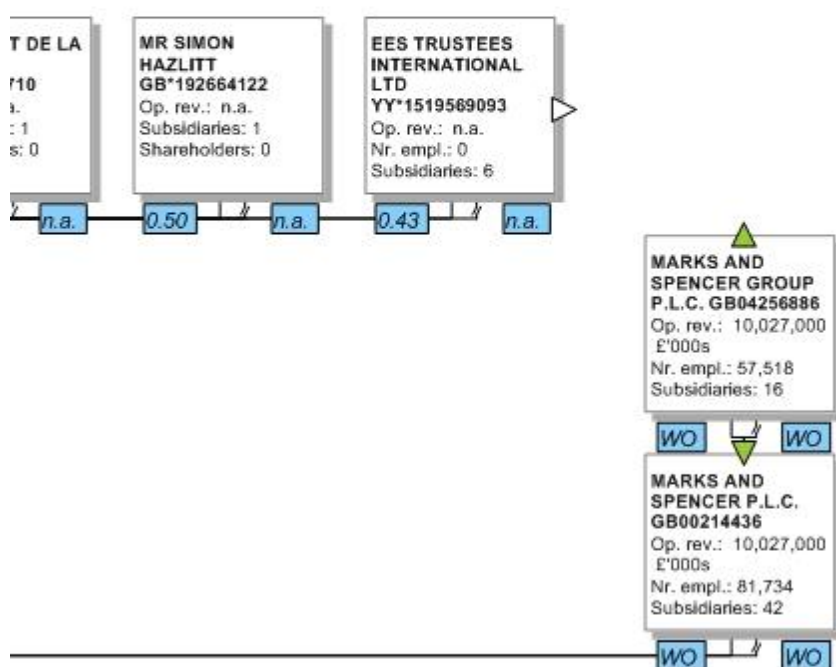 T DE LA
710
a.
: 1
s: 0
MR SIMON
HAZLITT
GB*192664122
Op. rev.: n.a.
Subsidiaries: 1
Shareholders: 0
EES TRUSTEES
INTERNATIONAL
LTD
YY*1519569093
Op. rev.: n.a.
Nr. empl.: 0
Subsidiaries: 6
n.a.
0.50
n.a.
0.43
n.a.
MARKS AND
SPENCER GROUP
P.L.C. GB04256886
Op. rev.: 10,027,000
£'000s
Nr. empl.: 57,518
Subsidiaries: 16
WO
WO
MARKS AND
SPENCER P.L.C.
GB00214436
Op. rev.: 10,027,000
£'000s
Nr. empl.: 81,734
Subsidiaries: 42
WO
WO